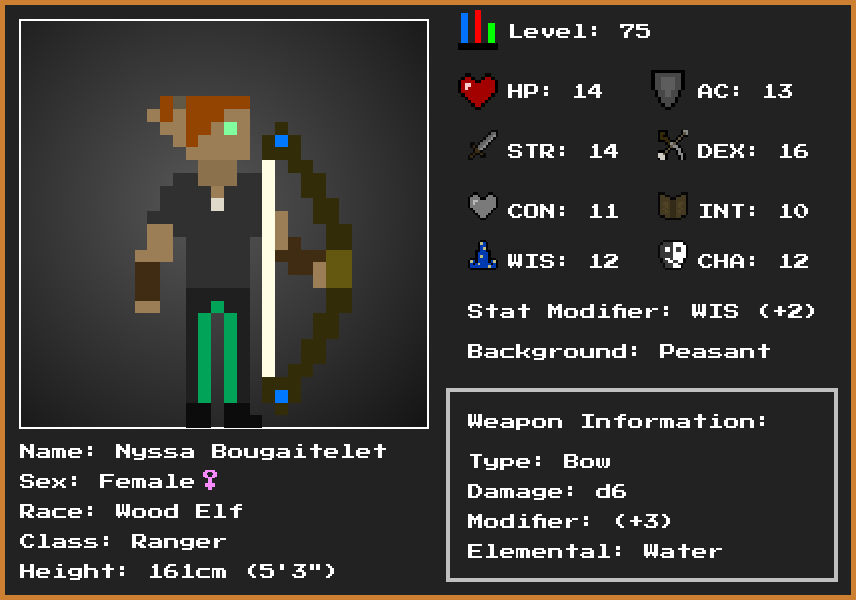 Level: 75
HP: 14
AC: 13
STR: 14
DEX: 16
CON: 11
INT: 10
WIS: 12
CHA: 12
Stat Modifier: WIS (+2)
Background: Peasant
Weapon Information:
Type: Bow
Damage: d6
Modifier: (+3)
Elemental: Water
Name: Nyssa Bougaitelet
Sex: Female♀
Race: Wood Elf
Class: Ranger
Height: 161cm (5'3")